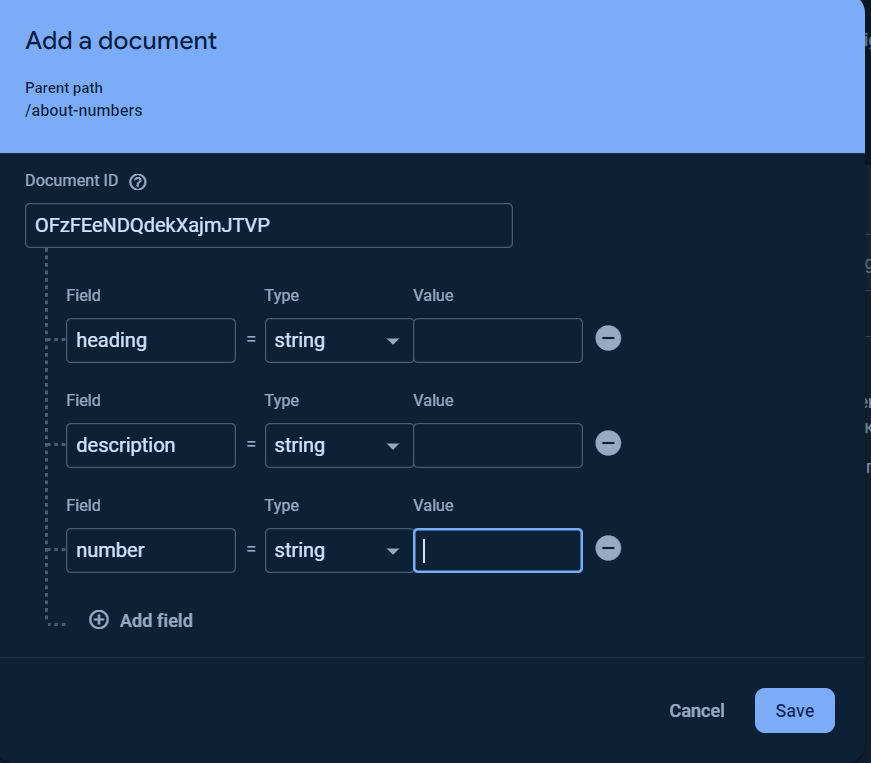 Add a document
Parent path
/about-numbers
Document ID
OFzFEeNDQdekXajmJTVP
Field Type Value
heading = string
Field Type Value
description = string
Field Type Value
number = string
Add field
Cancel Save